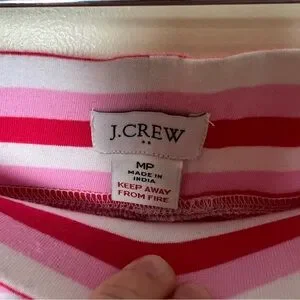 J.CREW
MP
MADE IN
INDIA
KEEP AWAY
FROM FIRE